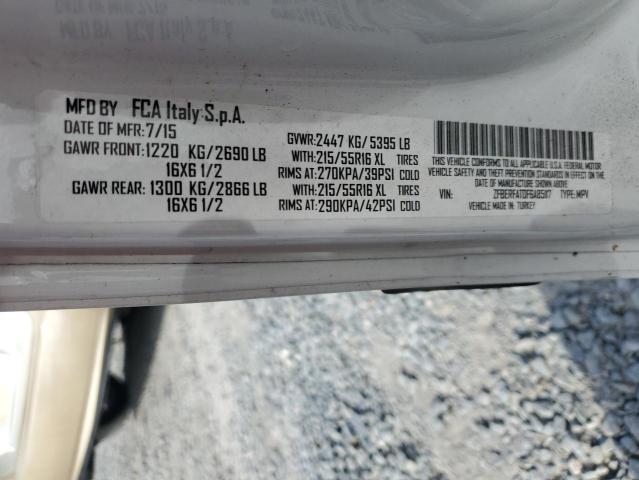 MFD BY FCA Italy S.p.A.
DATE OF MFR: 7/15
GAWR FRONT: 1220 KG/2690 LB
16X6 1/2
GAWR REAR: 1300 KG/2866 LB
16X6 1/2
GVWR: 2447 KG/5395 LB
WITH: 215/55R16 XL TIRES
RIMS AT: 270KPA/39PSI COLD
WITH: 215/55R16 XL TIRES
RIMS AT: 290KPA/42PSI COLD
THIS VEHICLE CONFORMS TO ALL APPLICABLE U.S.A. FEDERAL MOTOR
VEHICLE SAFETY AND THEFT PREVENTION STANDARDS IN EFFECT ON THE
DATE OF MANUFACTURE SHOWN ABOVE.
VIN: TYPE: MPV
VEHICLE MADE IN: TURKEY